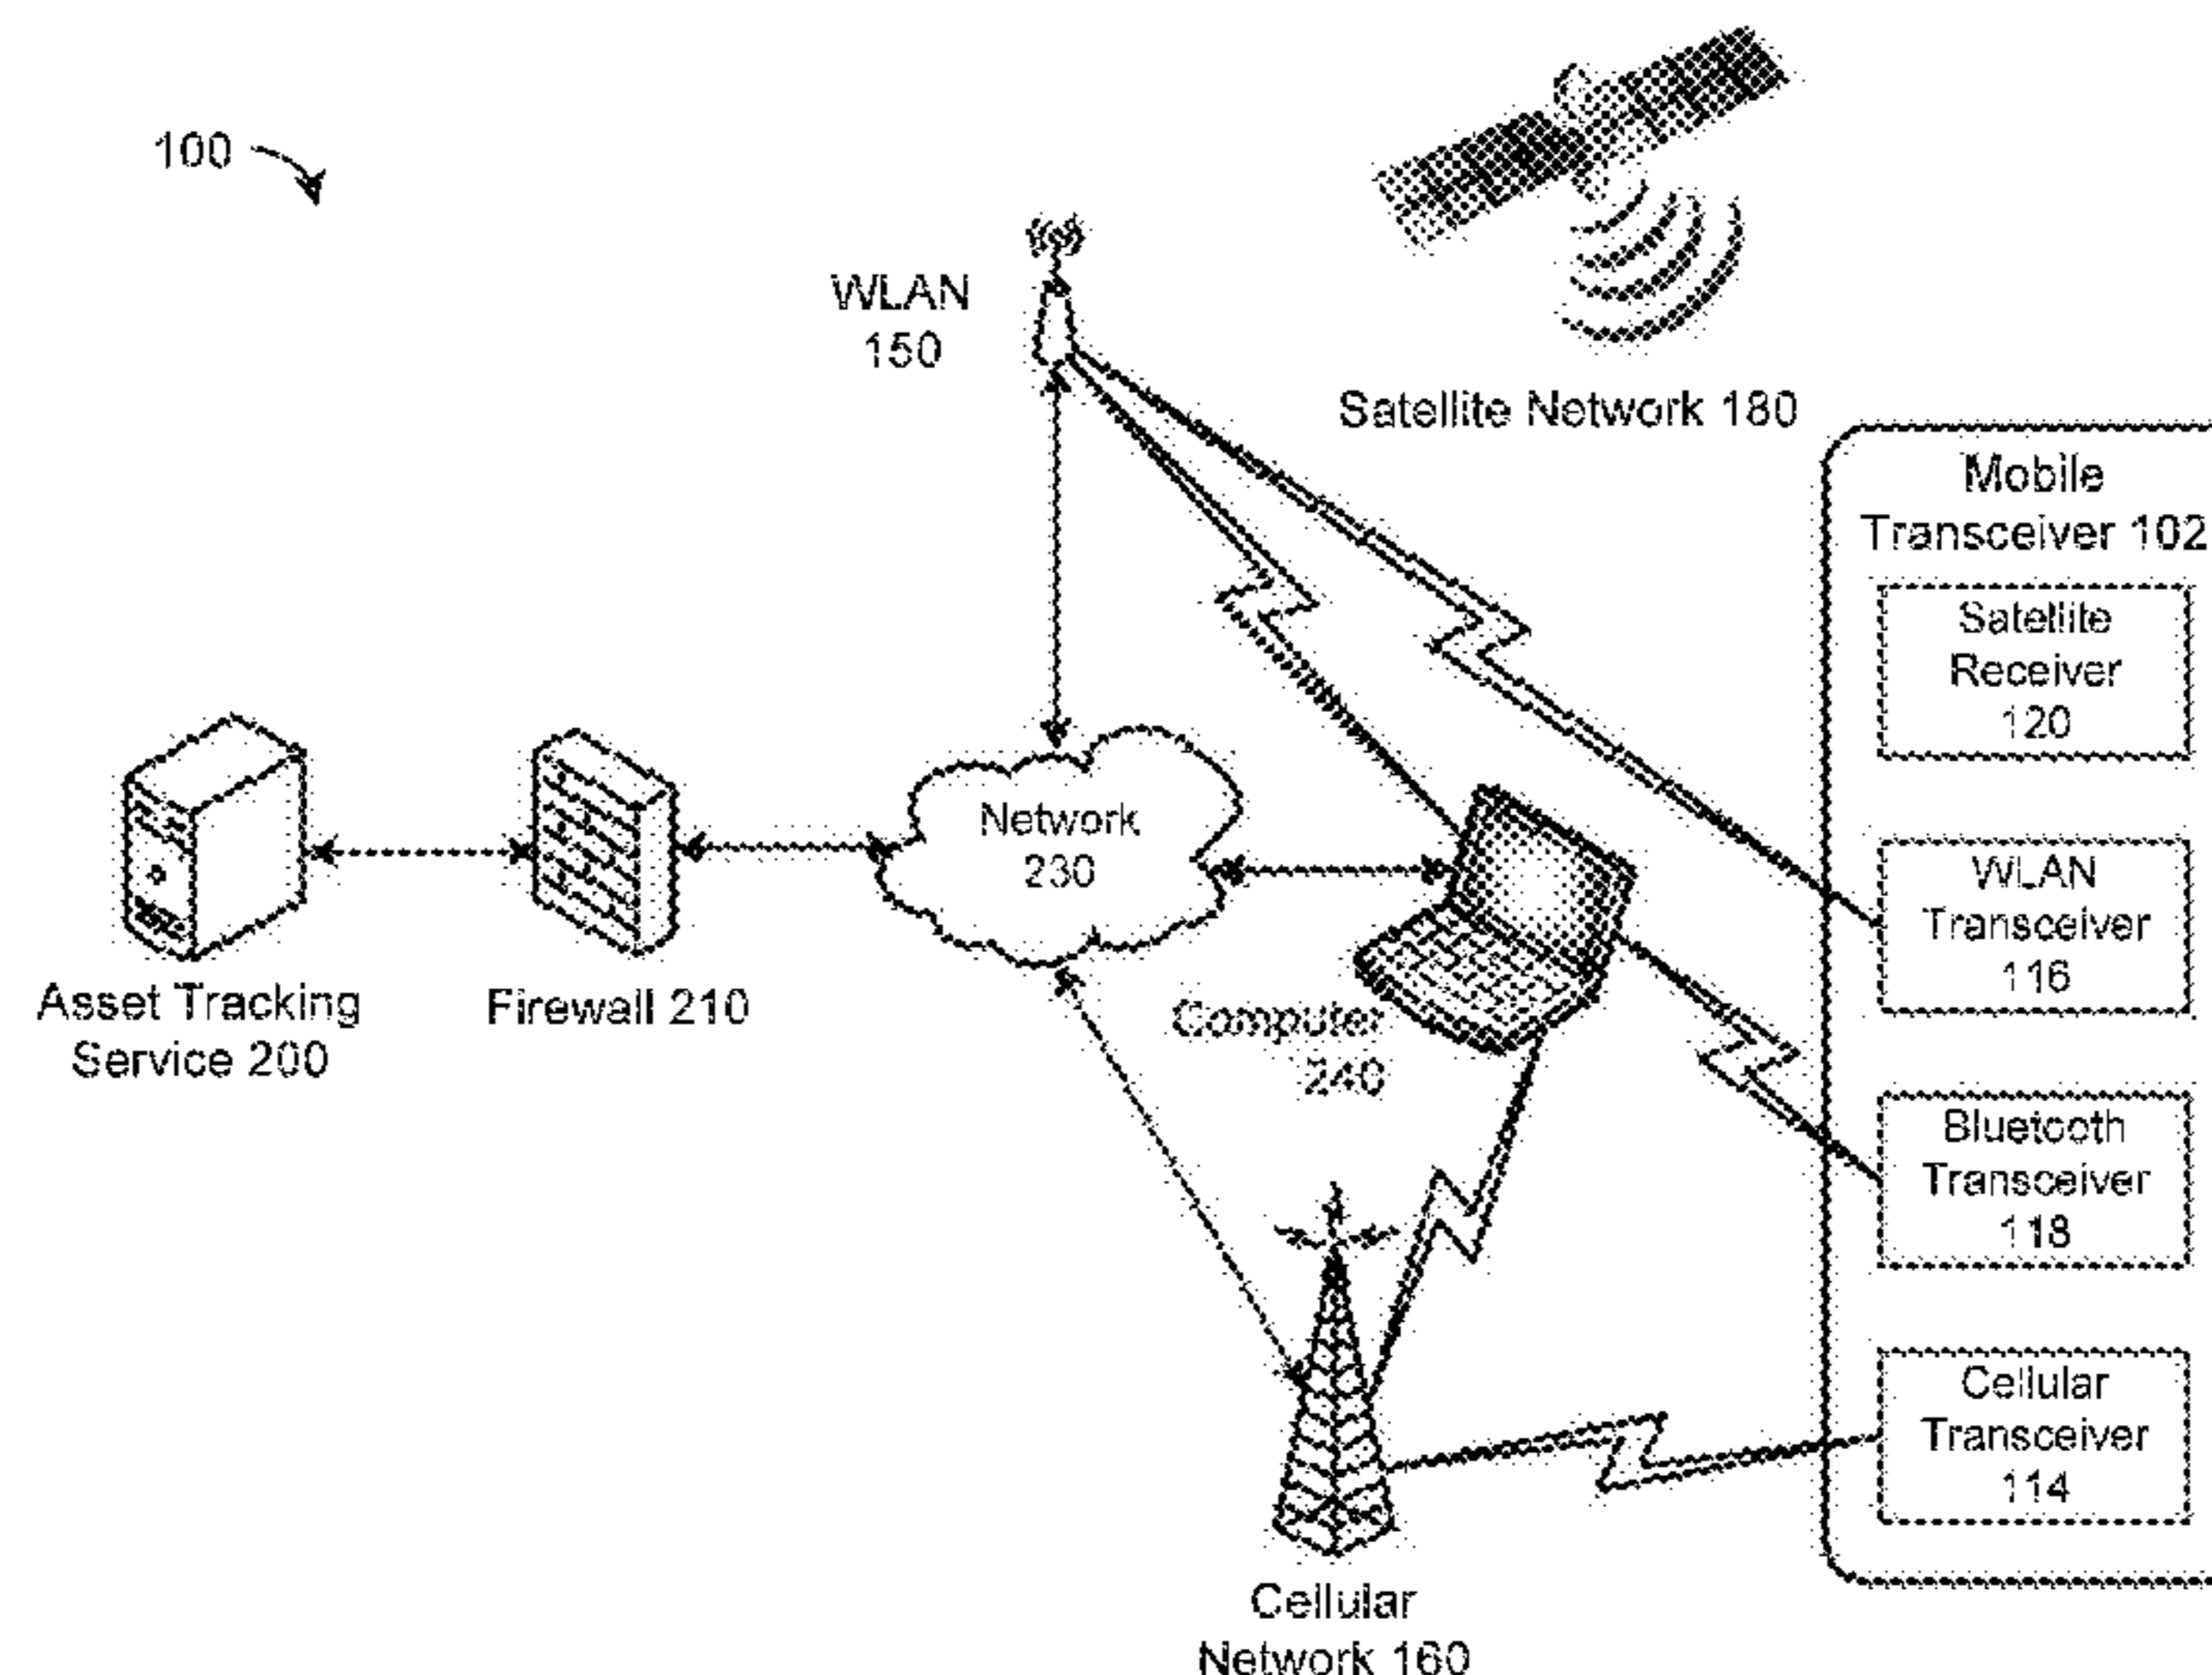 100
WLAN
150
Satellite Network 180
Mobile
Transceiver 102
Satellite
Receiver
120
WLAN
Transceiver
116
Bluetooth
Transceiver
118
Cellular
Transceiver
114
Network
230
Computer
240
Asset Tracking
Service 200
Firewall 210
Cellular
Network 160